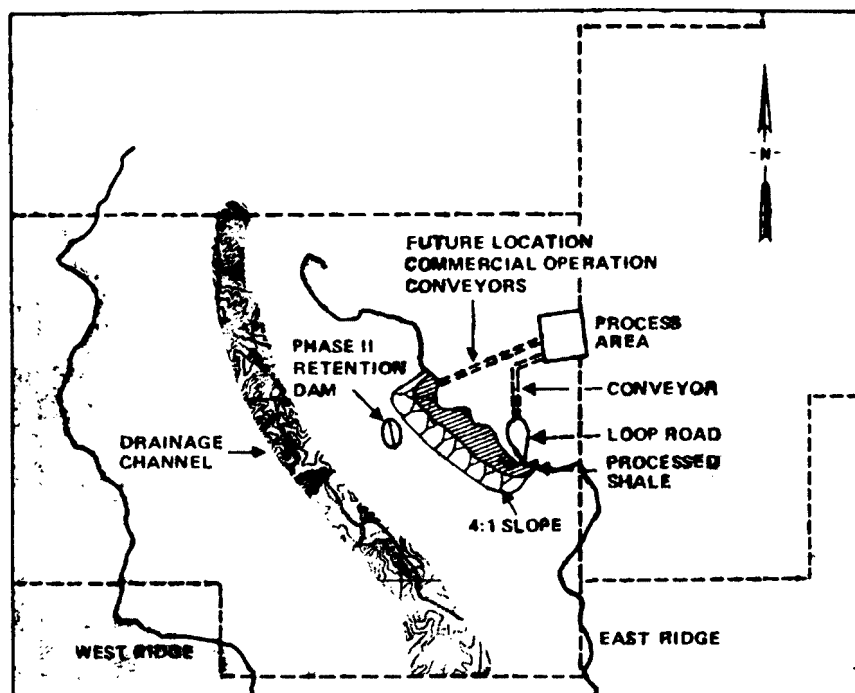 N
FUTURE LOCATION
COMMERCIAL OPERATION
CONVEYORS
PROCESS
AREA
PHASE II
RETENTION
DAM
CONVEYOR
LOOP ROAD
DRAINAGE
CHANNEL
PROCESSED
SHALE
4:1 SLOPE
WEST RIDGE
EAST RIDGE